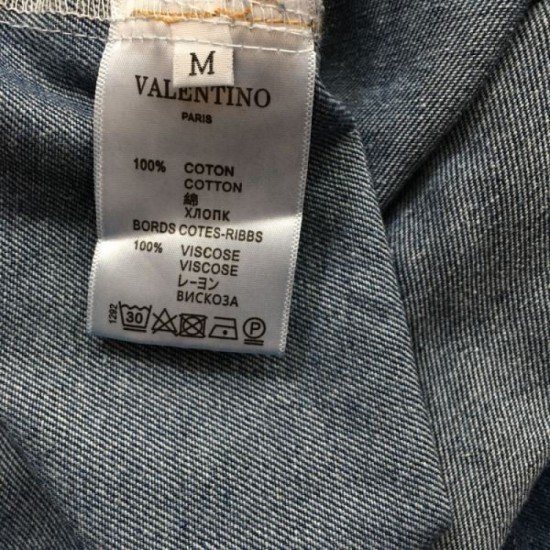 M
VALENTINO
PARIS
100% COTON
COTTON
綿
ХЛОПК
BORDS COTES-RIBBS
100% VISCOSE
VISCOSE
レーヨン
ВИСКОЗА
1292
30
P